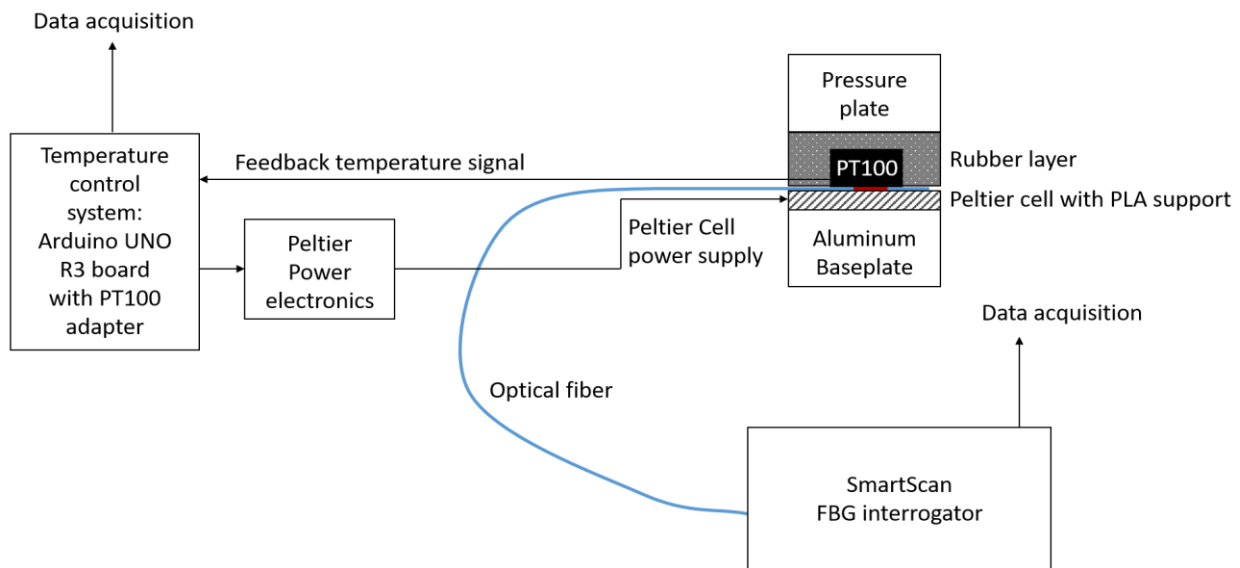 Data acquisition
Temperature
control
system:
Arduino UNO
R3 board
with PT100
adapter
Feedback temperature signal
Peltier
Power
electronics
Peltier Cell
power supply
Pressure
plate
PT100
Rubber layer
Peltier cell with PLA support
Aluminum
Baseplate
Optical fiber
Data acquisition
SmartScan
FBG interrogator